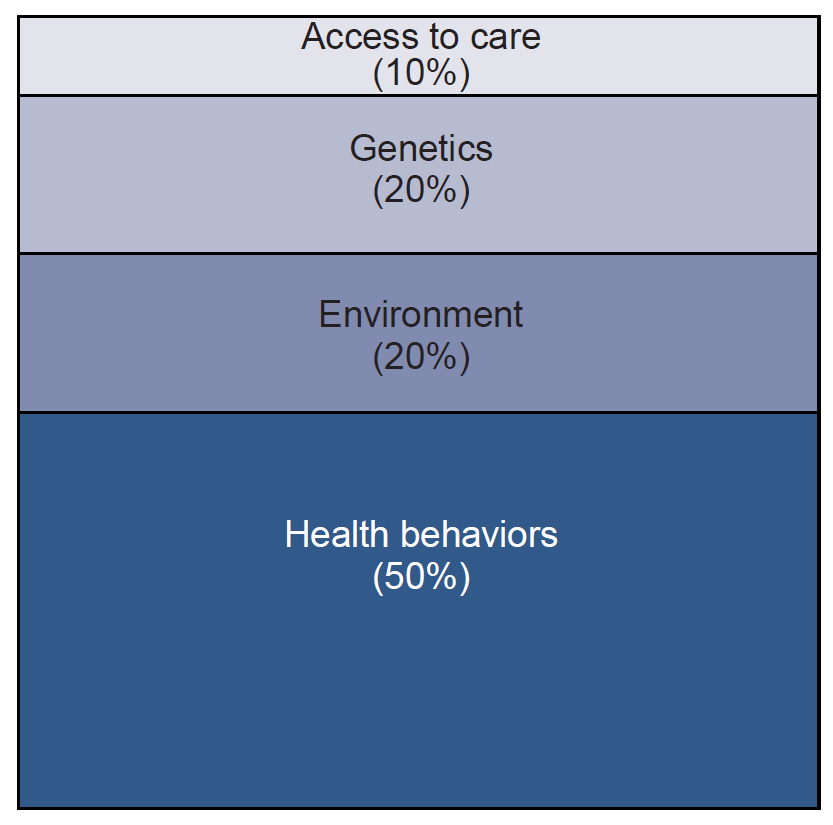 Access to care
(10%)
Genetics
(20%)
Environment
(20%)
Health behaviors
(50%)